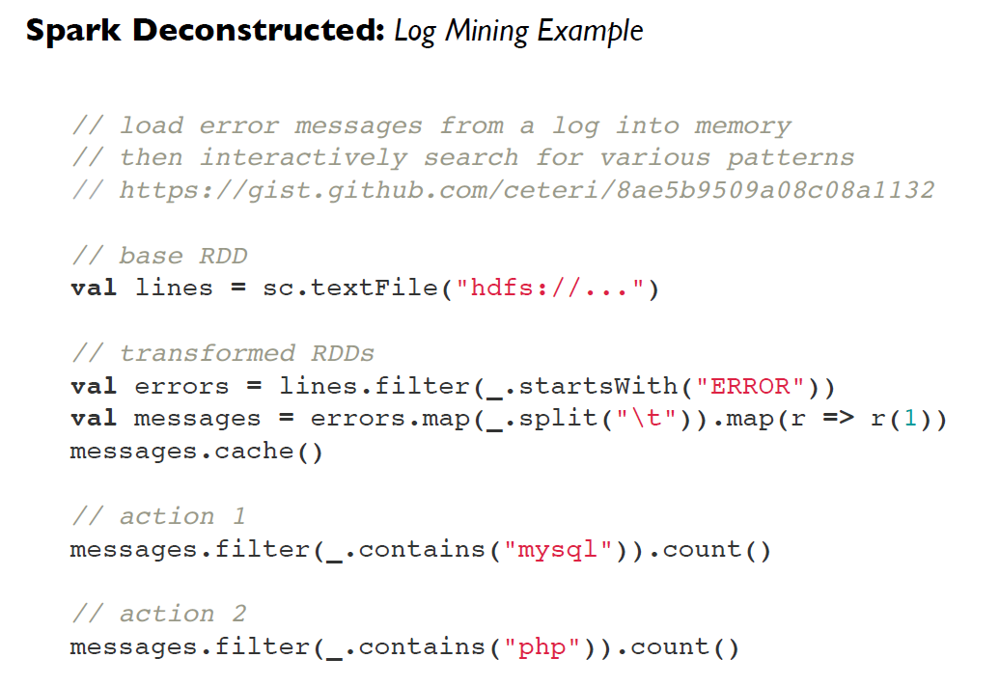 Spark Deconstructed: Log Mining Example
// load error messages from a log into memory
// then interactively search for various patterns
// https://gist.github.com/ceteri/8ae5b9509a08c08a1132
// base RDD
val lines = sc.textFile("hdfs://...")
// transformed RDDs
val errors = lines.filter(_.startsWith("ERROR"))
val messages = errors.map(_.split("\t")).map(r => r(1))
messages.cache()
// action 1
messages.filter(_.contains("mysql")).count()
// action 2
messages.filter(_.contains("php")).count()